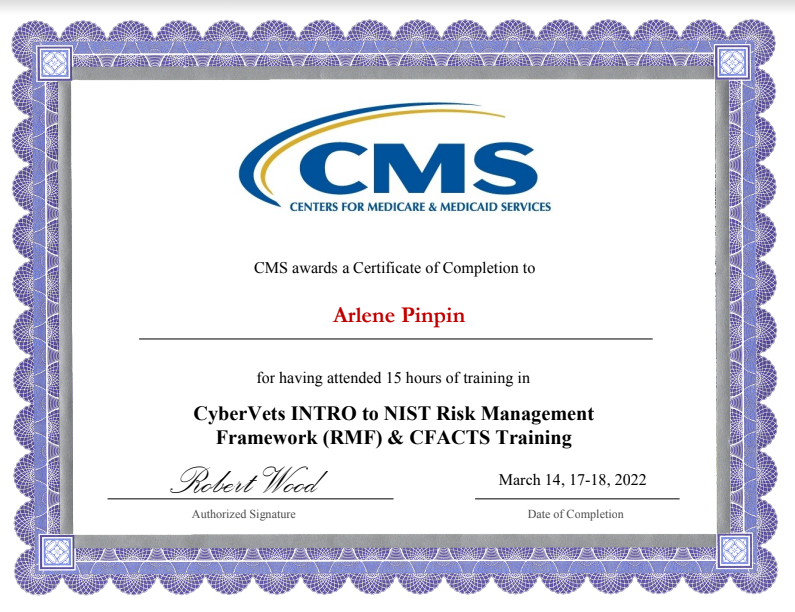 CMS
CENTERS FOR MEDICARE & MEDICAID SERVICES
CMS awards a Certificate of Completion to
Arlene Pinpin
for having attended 15 hours of training in
CyberVets INTRO to NIST Risk Management
Framework (RMF) & CFACTS Training
Robert Wood
March 14, 17-18, 2022
Authorized Signature
Date of Completion